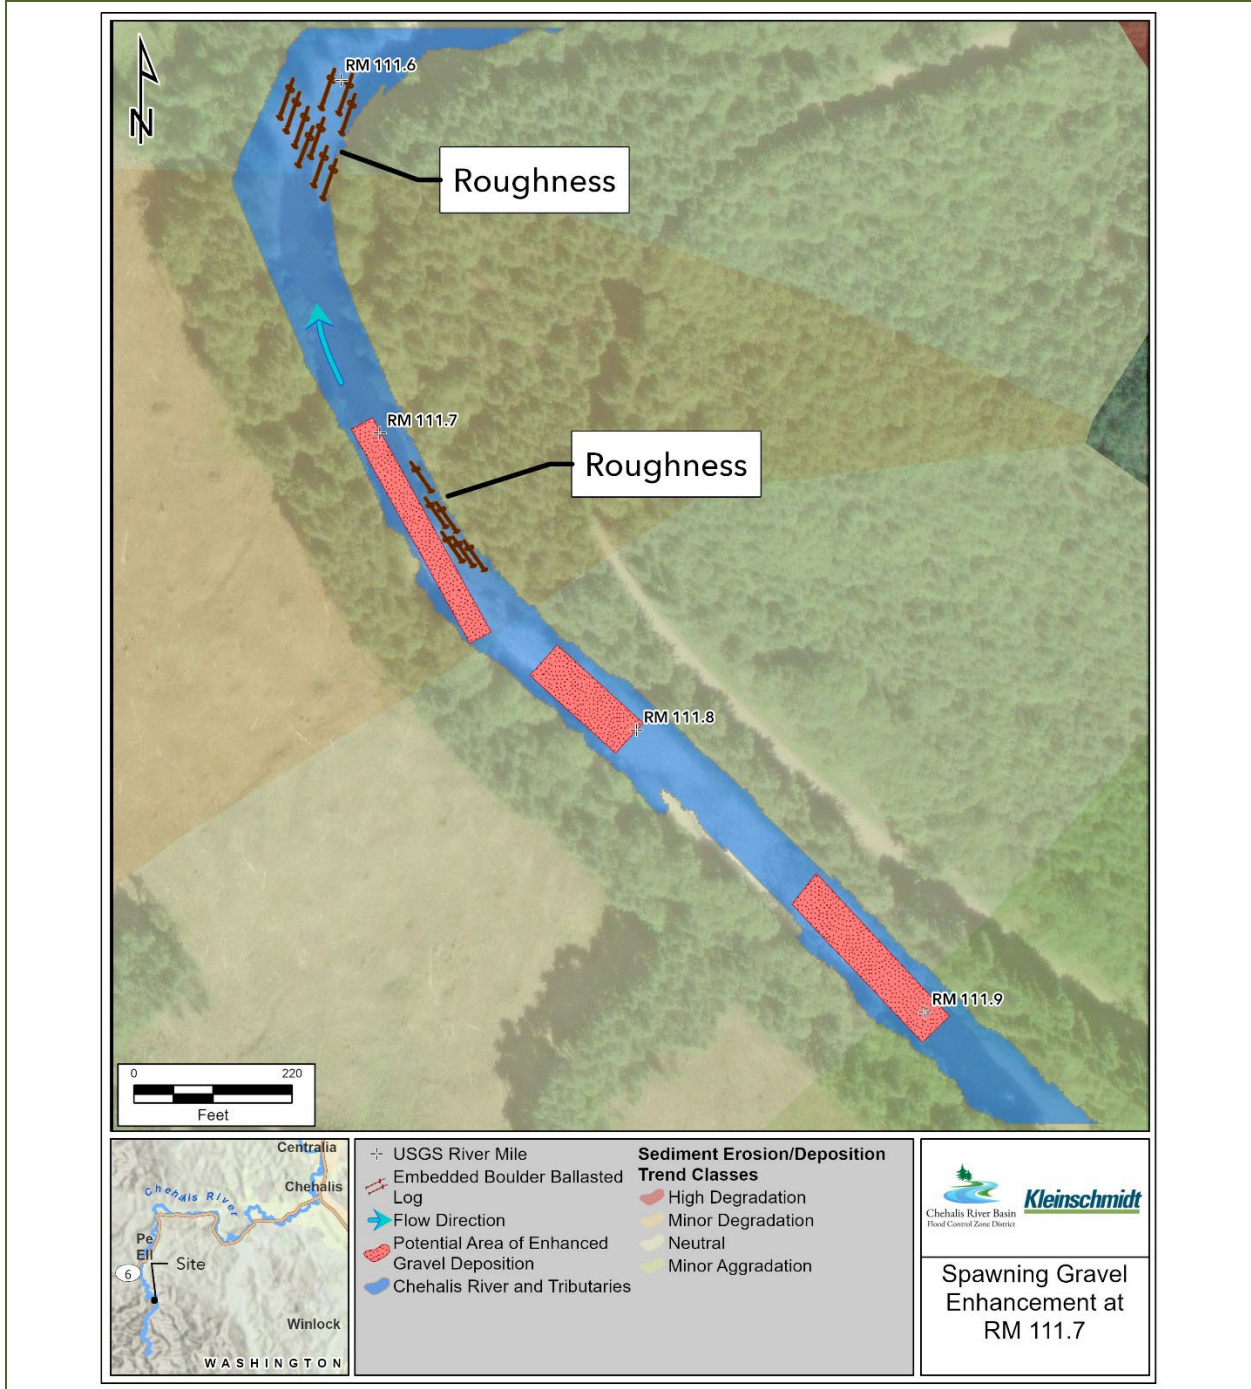 RM 111.6
N
Roughness
RM 111.7
Roughness
RM 111.8
RM 111.9
0 220
Feet
Centralia
Chehalis
Chehalis River
Pe
Ell
6
Site
Winlock
WASHINGTON
USGS River Mile
Embedded Boulder Ballasted
Log
Flow Direction
Potential Area of Enhanced
Gravel Deposition
Chehalis River and Tributaries
Sediment Erosion/Deposition
Trend Classes
High Degradation
Minor Degradation
Neutral
Minor Aggradation
Chehalis River Basin
Flood Control Zone District
Kleinschmidt
Spawning Gravel
Enhancement at
RM 111.7